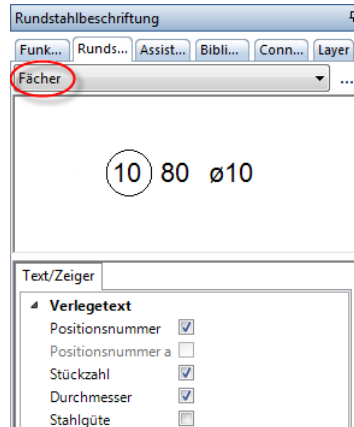 Rundstahlbeschriftung
Funk... Runds... Assist... Bibli... Conn... Layer
Fächer ...
10 80 ø10
Text/Zeiger
Verlegetext
Positionsnummer
Positionsnummer a
Stückzahl
Durchmesser
Stahlgüte